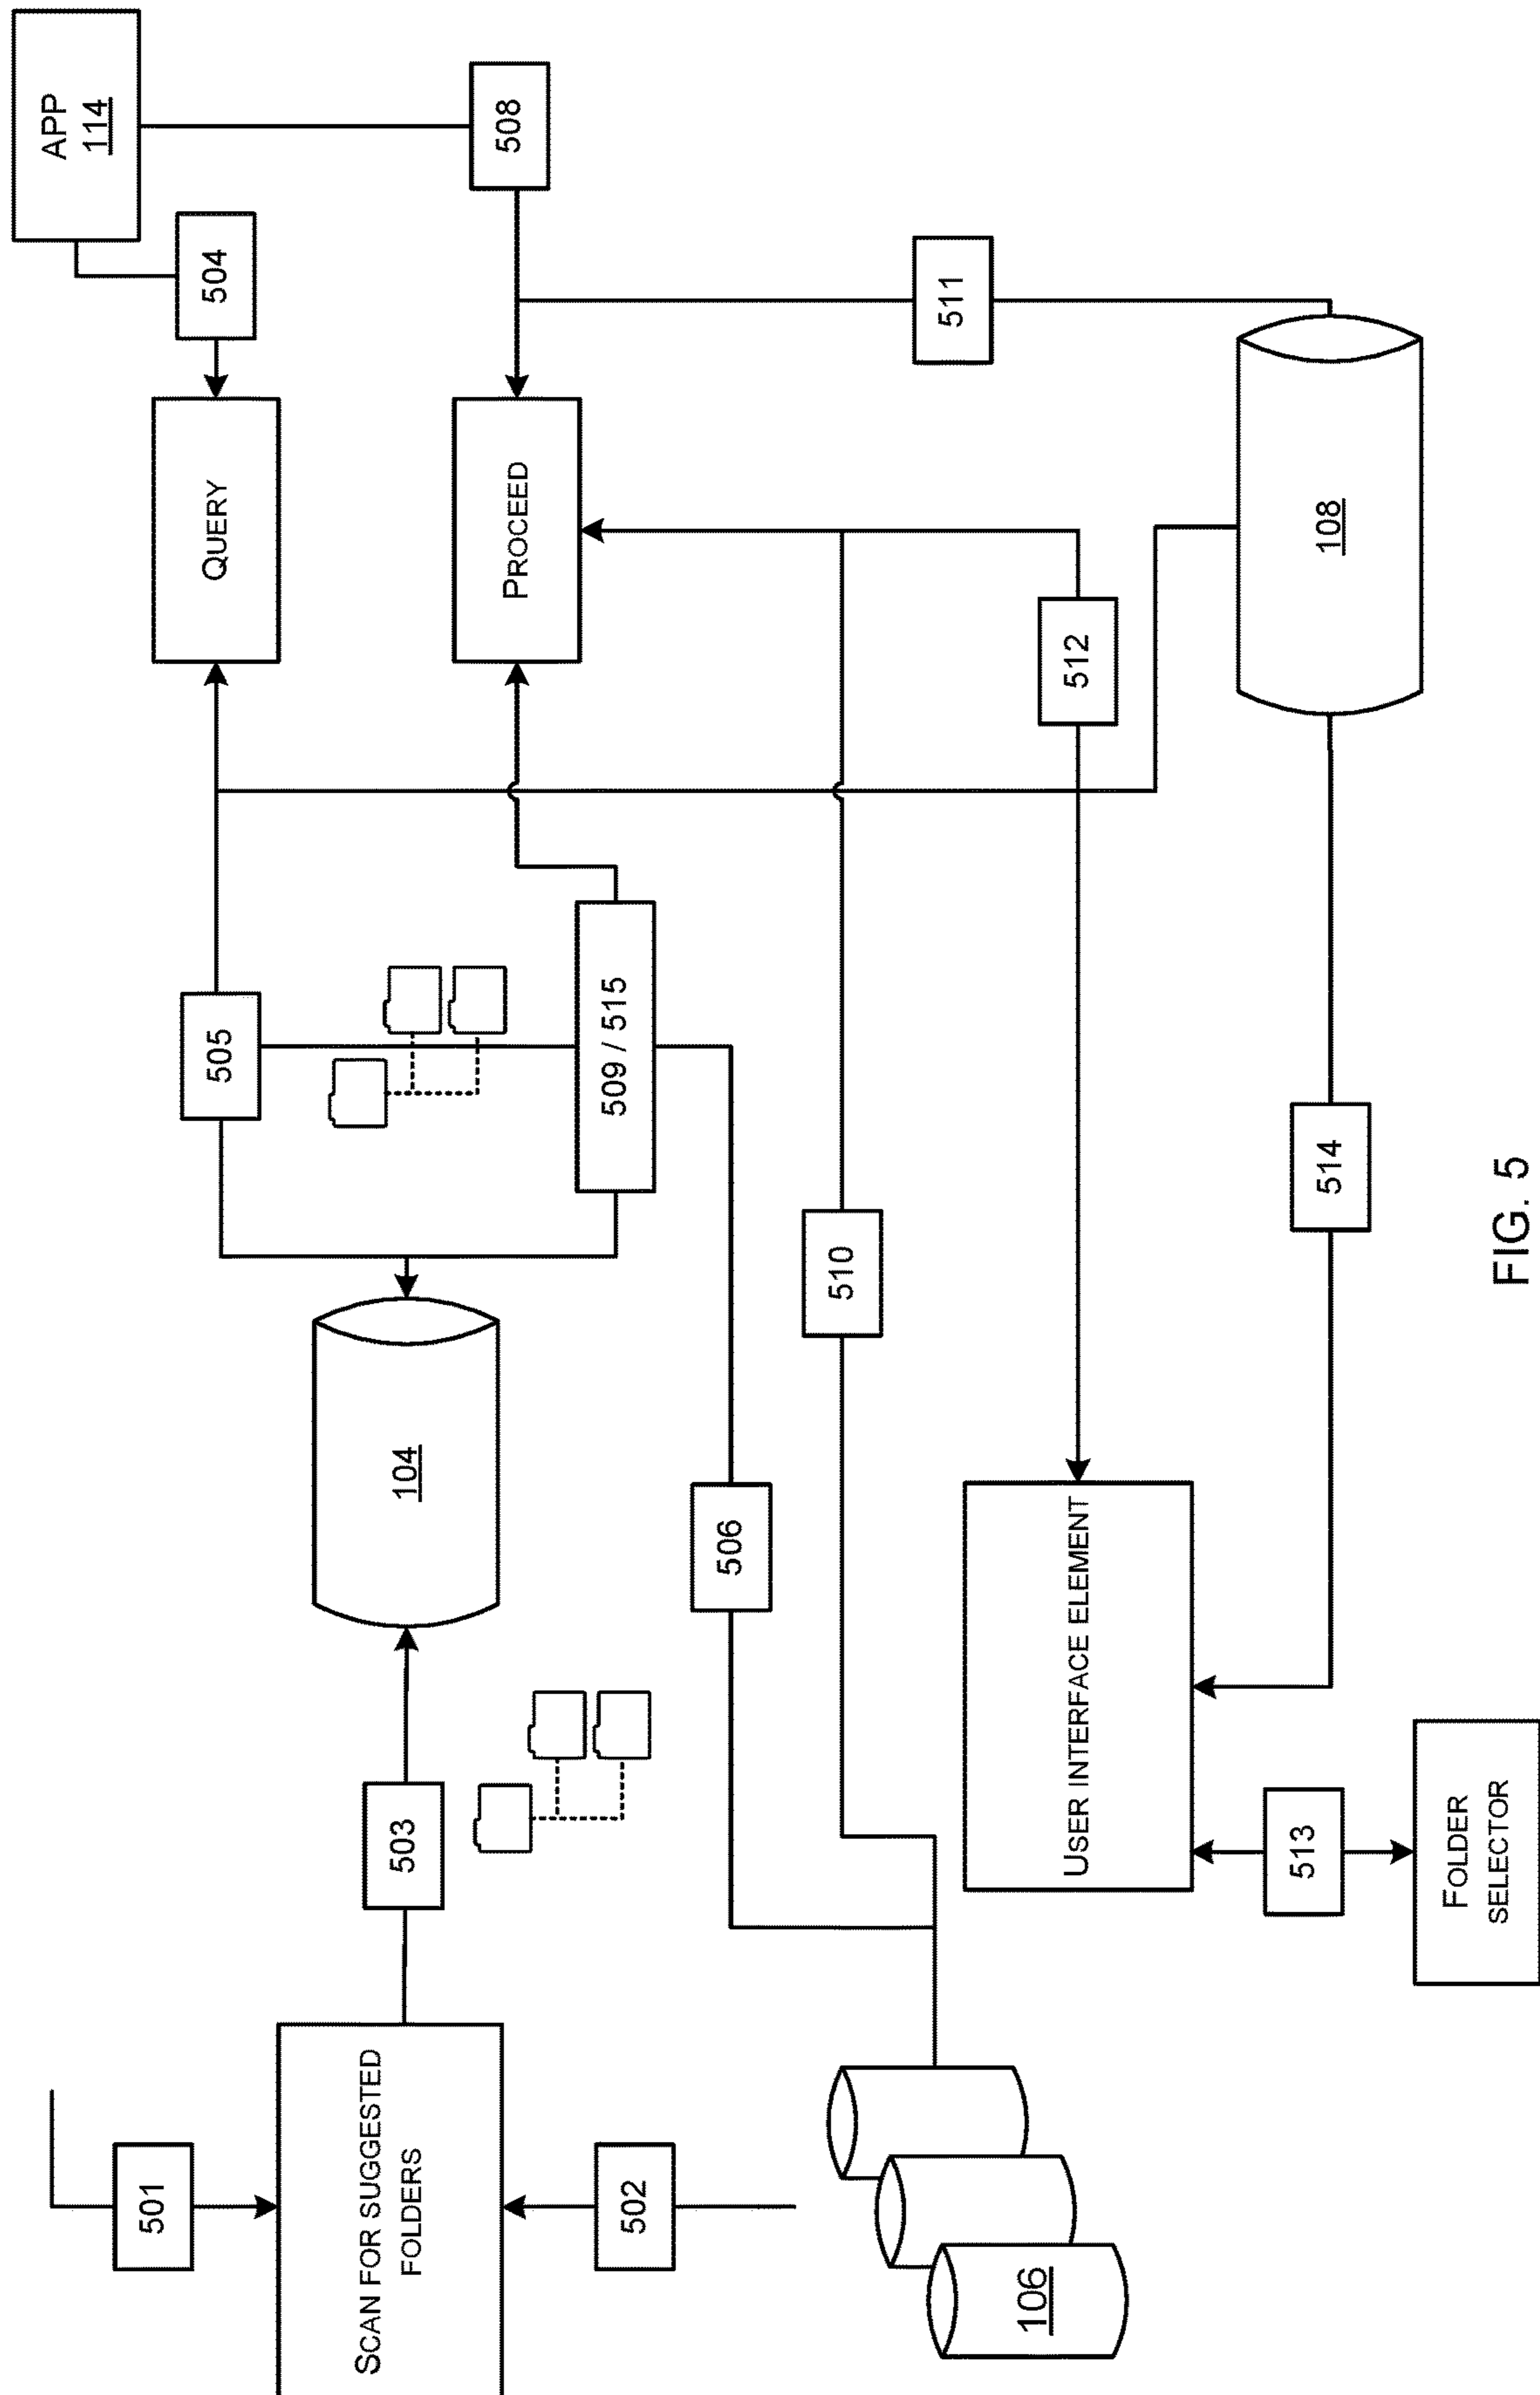 501
SCAN FOR SUGGESTED
FOLDERS
502
503
104
505
504
APP
114
QUERY
PROCEED
508
509 / 515
506
510
511
512
106
USER INTERFACE ELEMENT
108
513
514
FOLDER
SELECTOR
FIG. 5